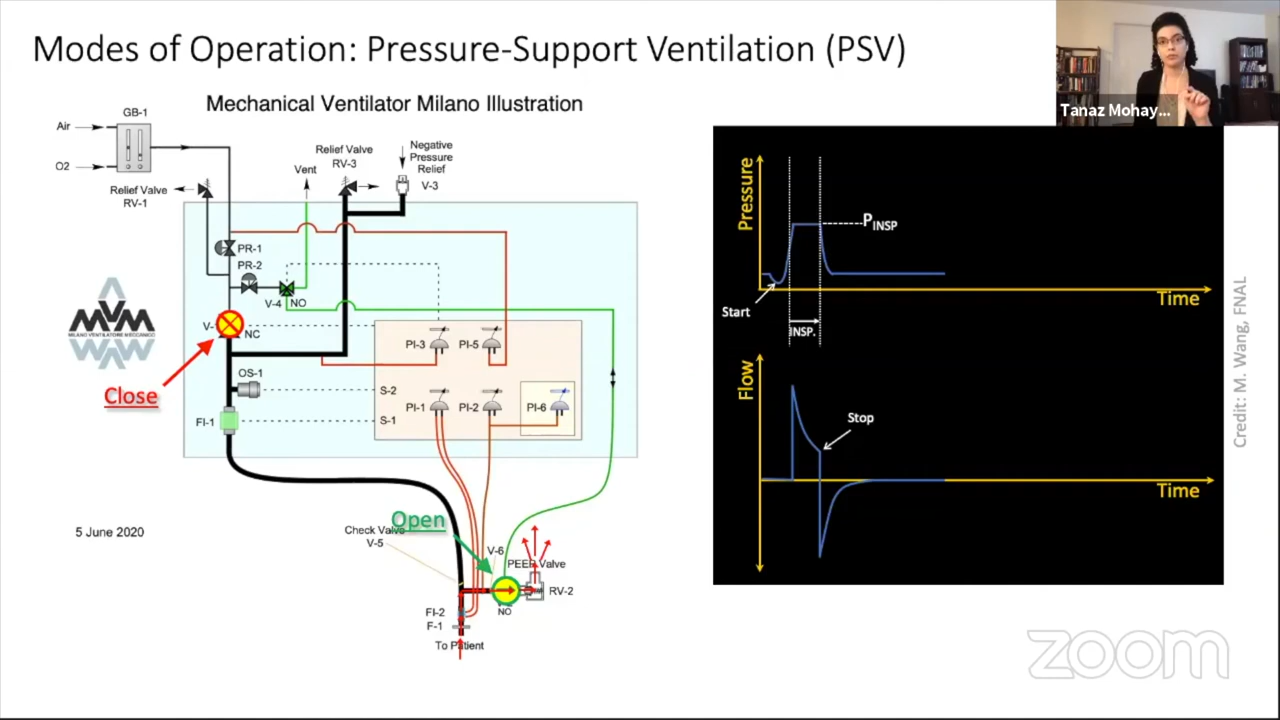 Modes of Operation: Pressure-Support Ventilation (PSV)
Tanaz Mohay...
Mechanical Ventilator Milano Illustration
GB-1
Air
O2
Relief Valve
RV-1
Vent
Relief Valve
RV-3
Negative
Pressure
Relief
V-3
PR-1
PR-2
V-4
NO
V-
NC
MVM
MILANO VENTILATORE MECCANICO
Close
OS-1
FI-1
PI-3
PI-5
S-2
S-1
PI-1
PI-2
PI-6
5 June 2020
Open
Check Valve
V-5
V-6
PEEP Valve
RV-2
NO
FI-2
F-1
To Patient
Pressure
PINSP
Time
Start
INSP.
Flow
Stop
Time
Credit: M. Wang, FNAL
zoom